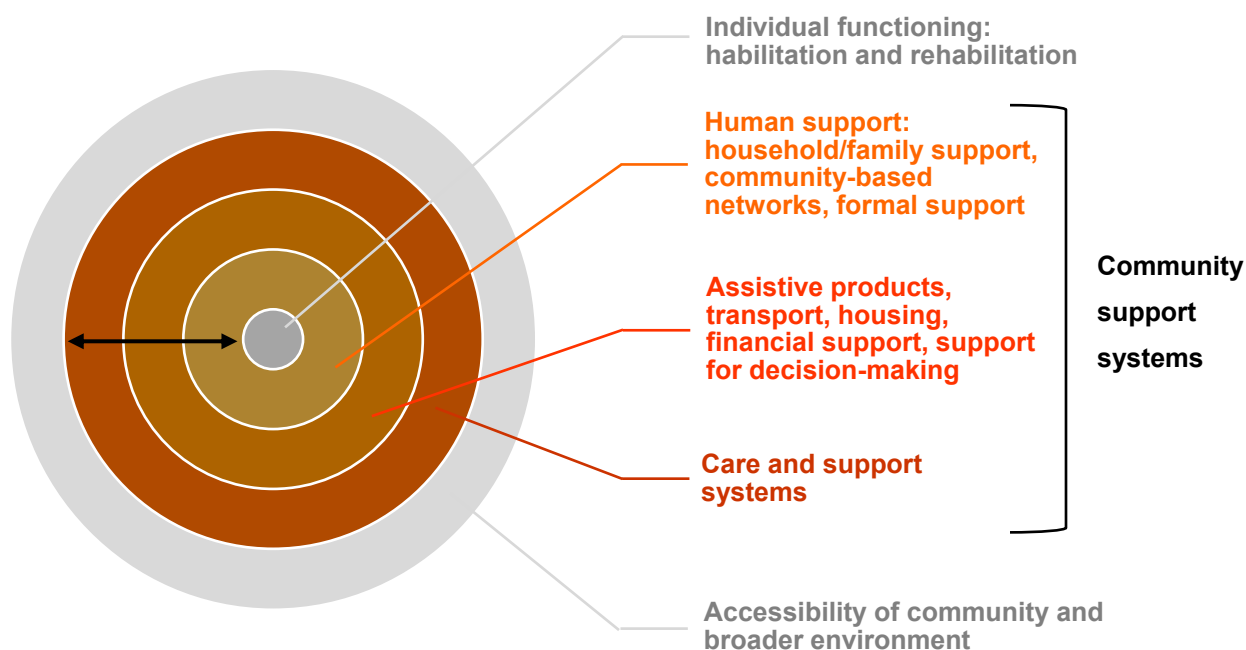 Individual functioning:
habilitation and rehabilitation
Human support:
household/family support,
community-based
networks, formal support
Assistive products,
transport, housing,
financial support, support
for decision-making
Care and support
systems
Community
support
systems
Accessibility of community and
broader environment